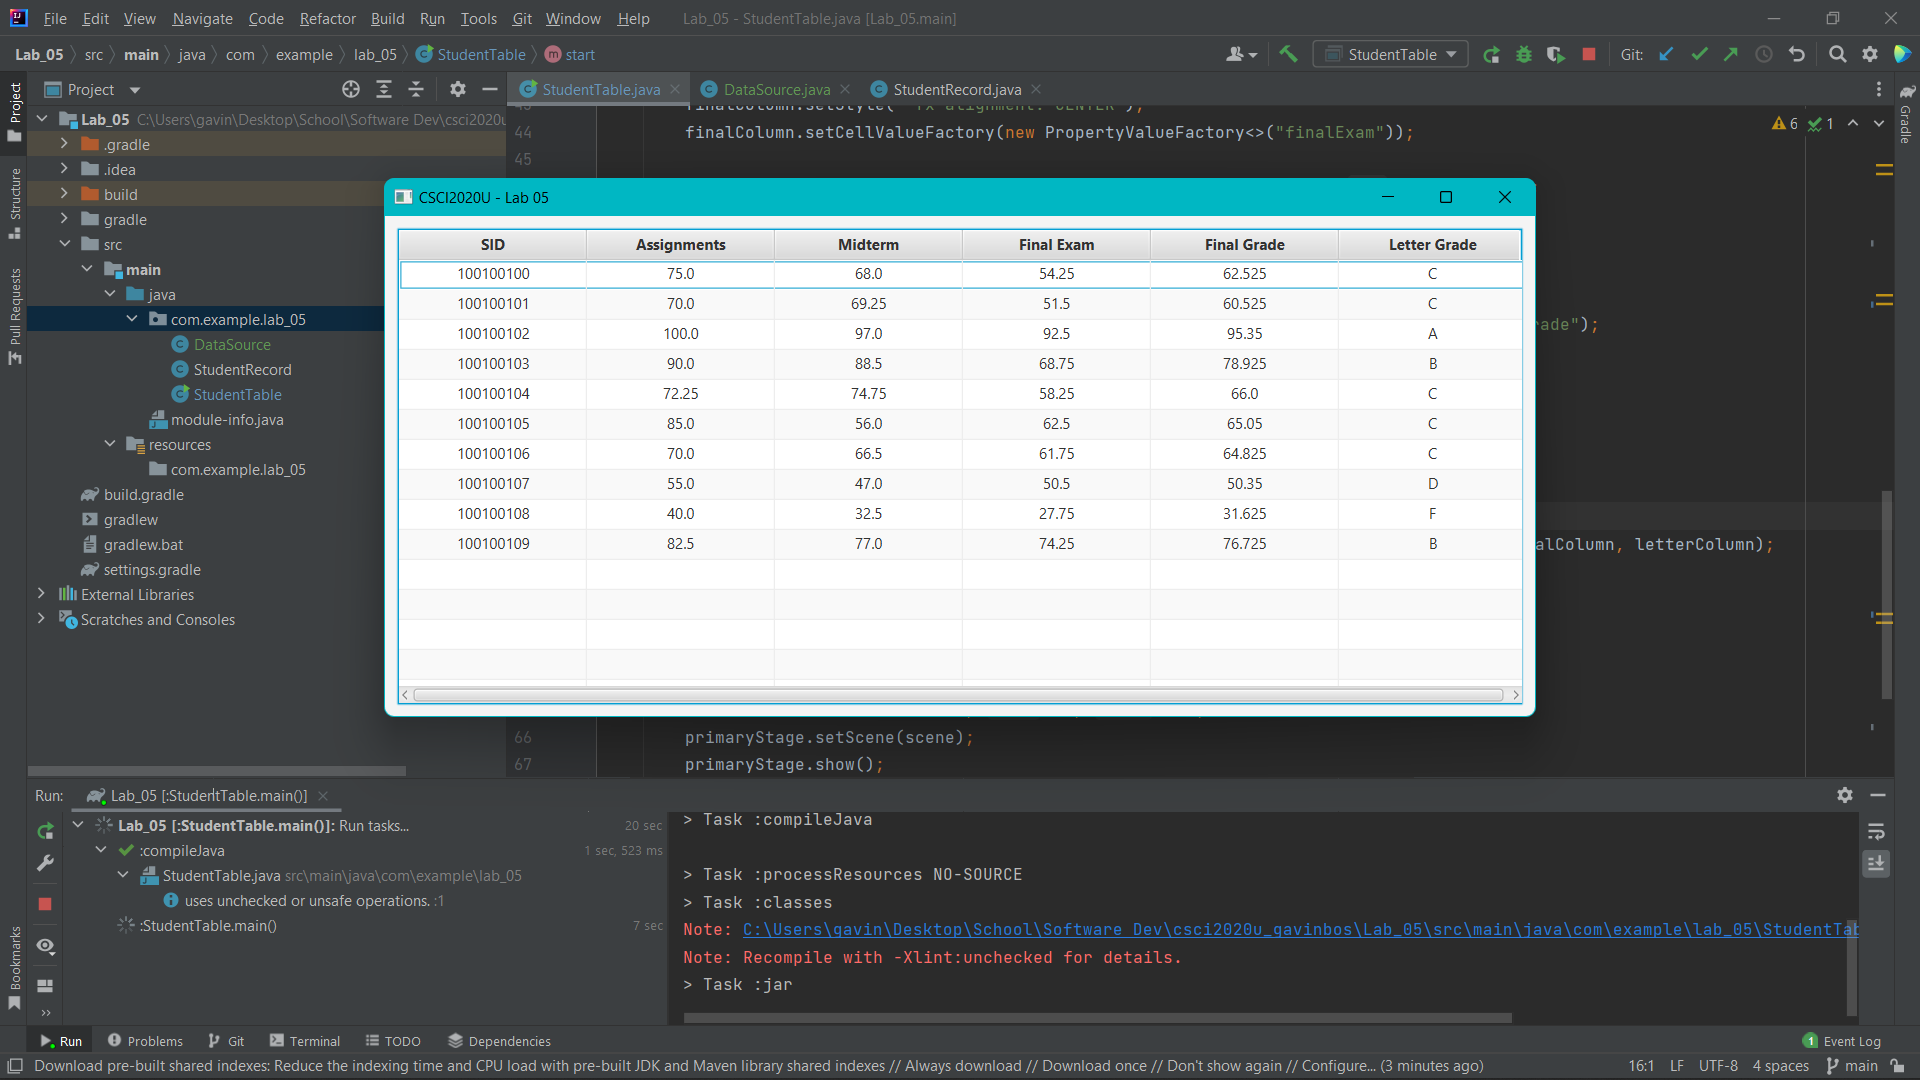 File Edit View Navigate Code Refactor Build Run Tools Git Window Help Lab_05 - StudentTable.java [Lab_05.main]
Lab_05 src main java com example lab_05 StudentTable start StudentTable Git:
Project StudentTable.java DataSource.java StudentRecord.java
Lab_05 C:\Users\gavin\Desktop\School\Software Dev\csci2020u
44 finalColumn.setCellValueFactory(new PropertyValueFactory<>("finalExam"));
6 1
45
.gradle
.idea
build
gradle
src
main
java
com.example.lab_05
DataSource
StudentRecord
StudentTable
module-info.java
resources
com.example.lab_05
build.gradle
gradlew
gradlew.bat
settings.gradle
External Libraries
Scratches and Consoles
Project
Structure
Pull Requests
Bookmarks
Gradle
CSCI2020U - Lab 05
SID Assignments Midterm Final Exam Final Grade Letter Grade
100100100 75.0 68.0 54.25 62.525 C
100100101 70.0 69.25 51.5 60.525 C
100100102 100.0 97.0 92.5 95.35 A
100100103 90.0 88.5 68.75 78.925 B
100100104 72.25 74.75 58.25 66.0 C
100100105 85.0 56.0 62.5 65.05 C
100100106 70.0 66.5 61.75 64.825 C
100100107 55.0 47.0 50.5 50.35 D
100100108 40.0 32.5 27.75 31.625 F
100100109 82.5 77.0 74.25 76.725 B
ade");
alColumn, letterColumn);
66 primaryStage.setScene(scene);
67 primaryStage.show();
Run: Lab_05 [:StudentTable.main()]
Lab_05 [:StudentTable.main()]: Run tasks... 20 sec
:compileJava 1 sec, 523 ms
StudentTable.java src\main\java\com\example\lab_05
uses unchecked or unsafe operations. :1
:StudentTable.main() 7 sec
> Task :compileJava
> Task :processResources NO-SOURCE
> Task :classes
Note: C:\Users\gavin\Desktop\School\Software Dev\csci2020u_gavinbos\Lab_05\src\main\java\com\example\lab_05\StudentTab
Note: Recompile with -Xlint:unchecked for details.
> Task :jar
Run Problems Git Terminal TODO Dependencies 1 Event Log
Download pre-built shared indexes: Reduce the indexing time and CPU load with pre-built JDK and Maven library shared indexes // Always download // Download once // Don't show again // Configure... (3 minutes ago) 16:1 LF UTF-8 4 spaces main